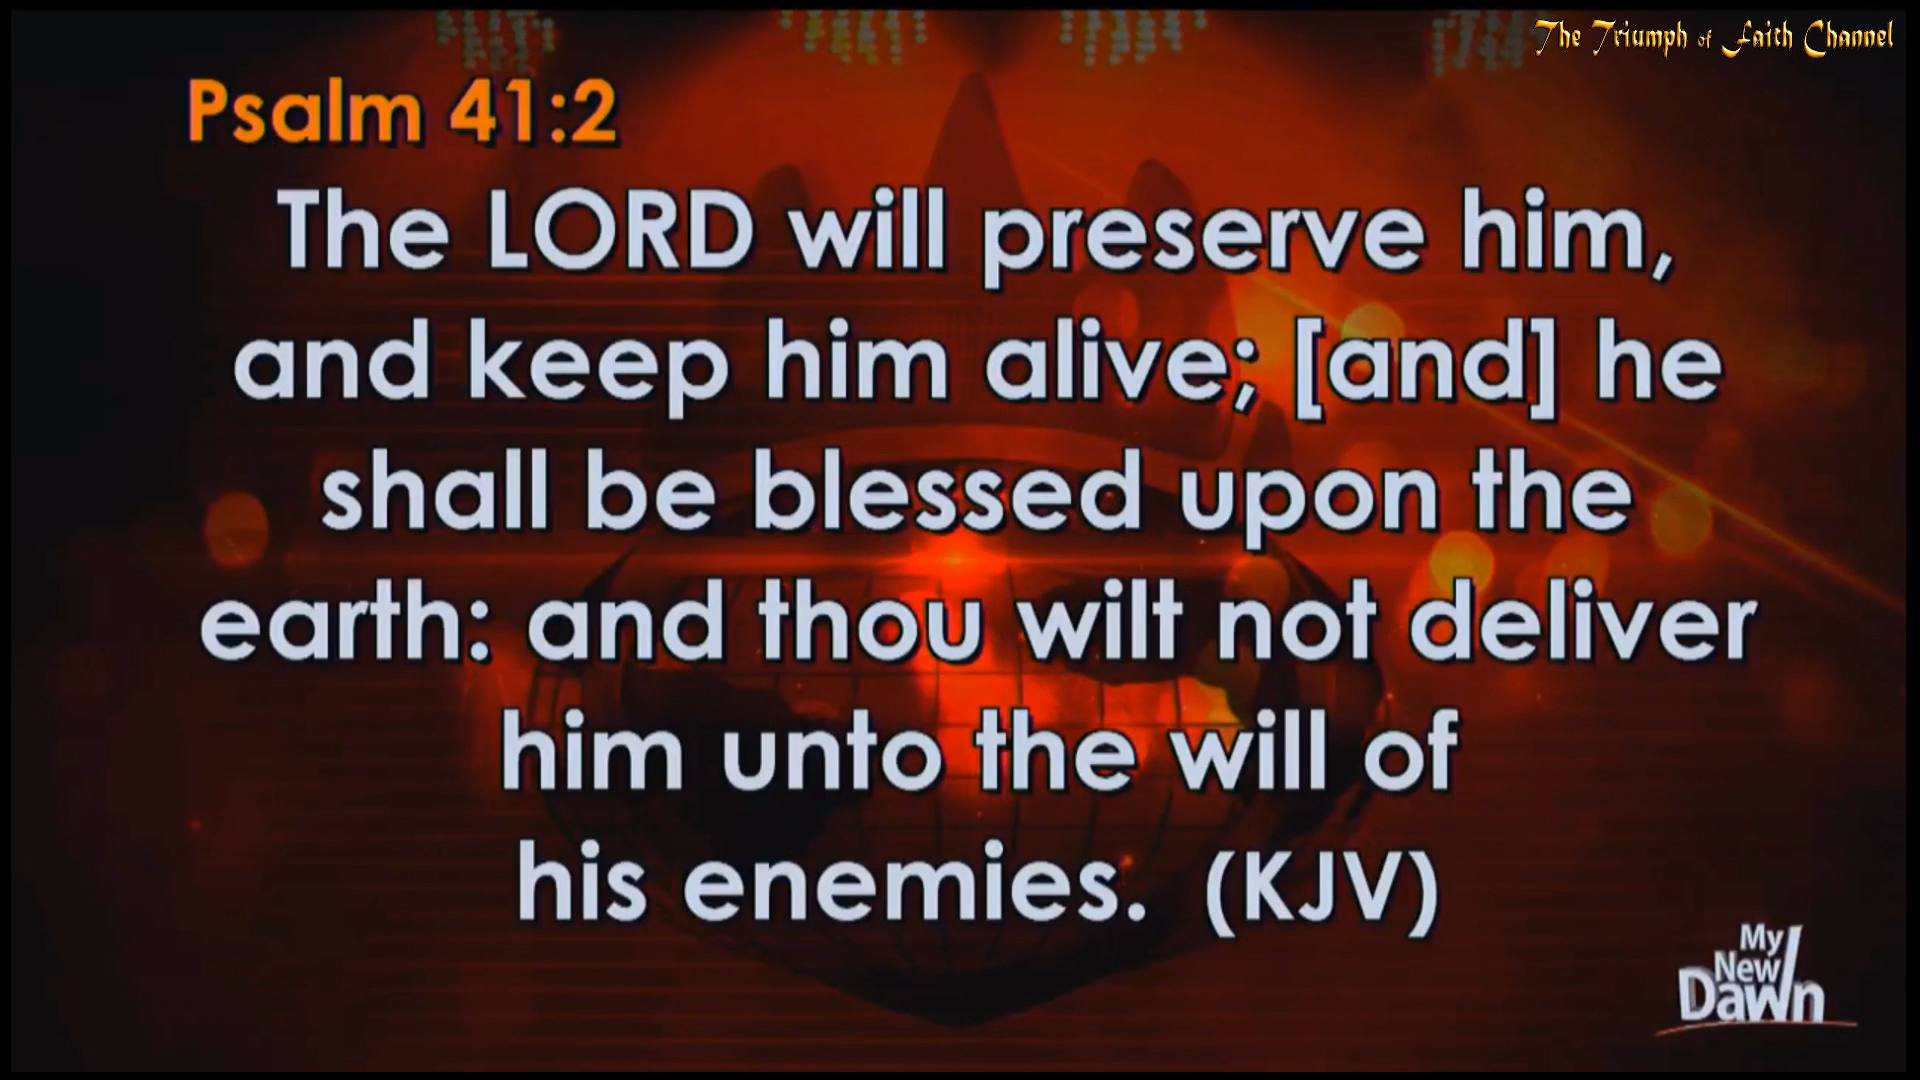 The Triumph of Faith Channel
Psalm 41:2
The LORD will preserve him,
and keep him alive; [and] he
shall be blessed upon the
earth: and thou wilt not deliver
him unto the will of
his enemies. (KJV)
My
New
Dawn